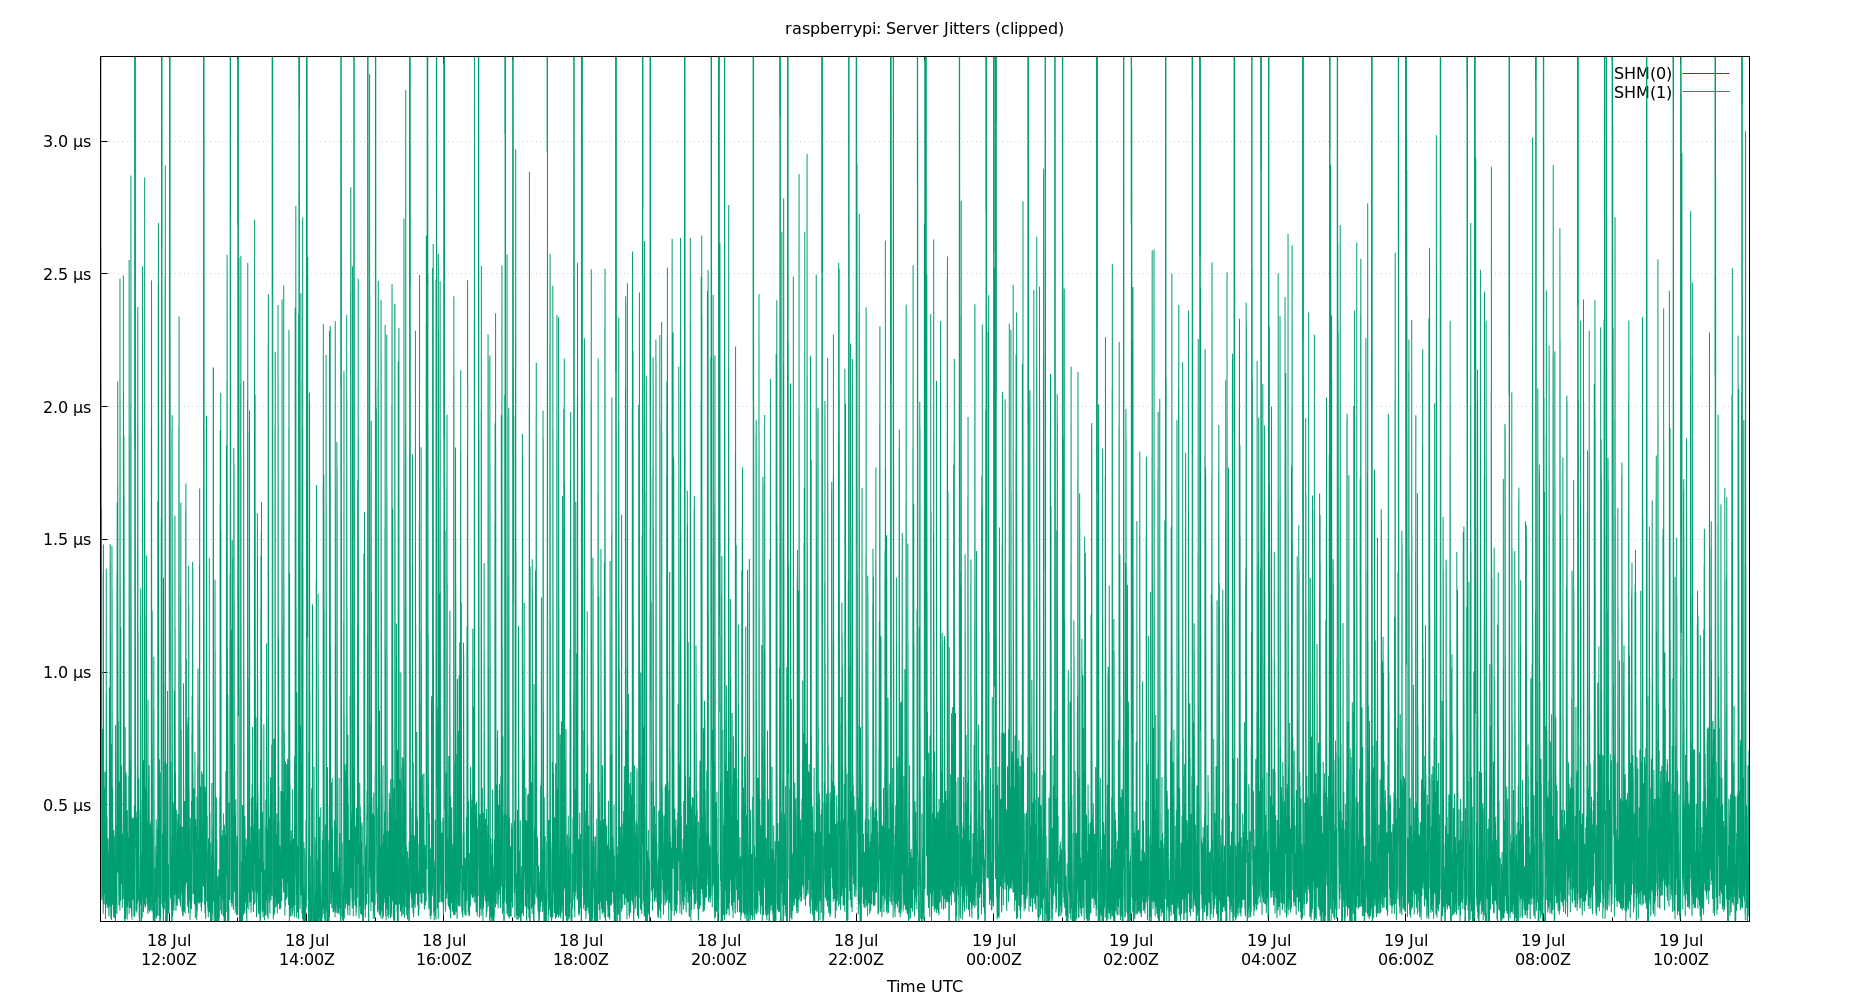 raspberrypi: Server Jitters (clipped)
SHM(0)
SHM(1)
3.0 µs
2.5 µs
2.0 µs
1.5 µs
1.0 µs
0.5 µs
18 Jul 18 Jul 18 Jul 18 Jul 18 Jul 18 Jul 19 Jul 19 Jul 19 Jul 19 Jul 19 Jul 19 Jul
12:00Z 14:00Z 16:00Z 18:00Z 20:00Z 22:00Z 00:00Z 02:00Z 04:00Z 06:00Z 08:00Z 10:00Z
Time UTC